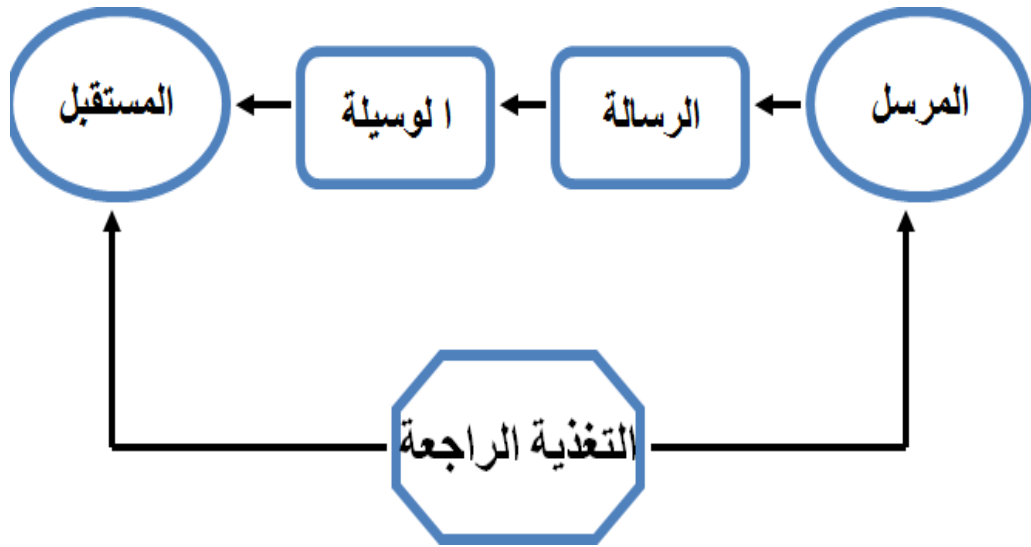 المرسل
الرسالة
ا لوسيلة
المستقبل
التغذية الراجعة